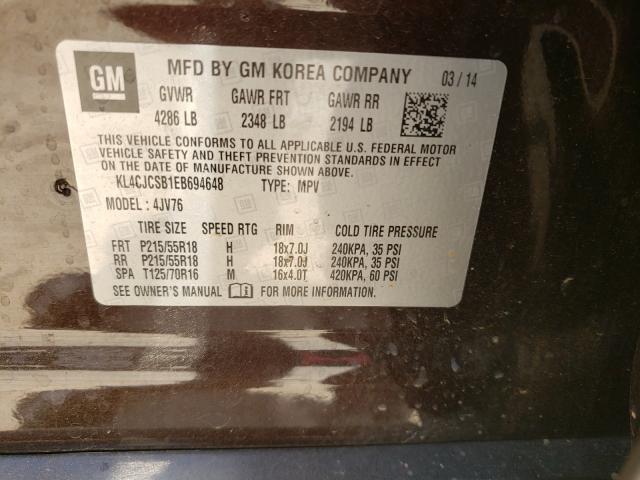 GM MFD BY GM KOREA COMPANY 03/14
GVWR GAWR FRT GAWR RR
4286 LB 2348 LB 2194 LB
THIS VEHICLE CONFORMS TO ALL APPLICABLE U.S. FEDERAL MOTOR
VEHICLE SAFETY AND THEFT PREVENTION STANDARDS IN EFFECT
ON THE DATE OF MANUFACTURE SHOWN ABOVE.
KL4CJCSB1EB694648 TYPE: MPV
MODEL: 4JV76
TIRE SIZE SPEED RTG RIM COLD TIRE PRESSURE
FRT P215/55R18 H 18x7.0J 240KPA, 35 PSI
RR P215/55R18 H 18x7.0J 240KPA, 35 PSI
SPA T125/70R16 M 16x4.0T 420KPA, 60 PSI
SEE OWNER'S MANUAL FOR MORE INFORMATION.